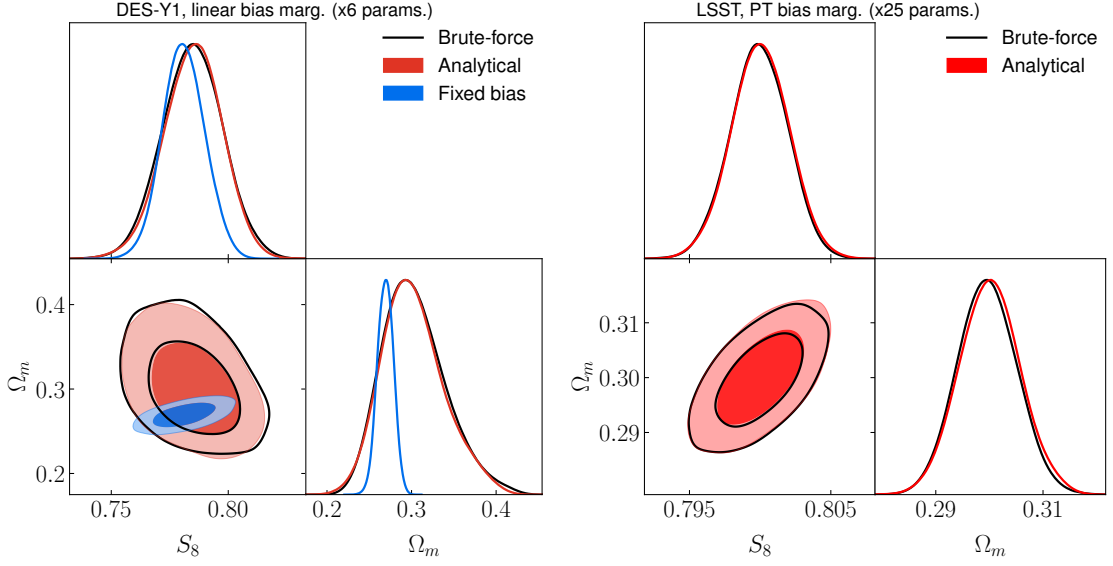 DES-Y1, linear bias marg. (x6 params.)
Brute-force
Analytical
Fixed bias
0.4
0.3
0.2
Ω_m
0.75
0.80
S_8
0.2
0.3
0.4
Ω_m
LSST, PT bias marg. (x25 params.)
Brute-force
Analytical
0.31
0.30
0.29
Ω_m
0.795
0.805
S_8
0.29
0.31
Ω_m